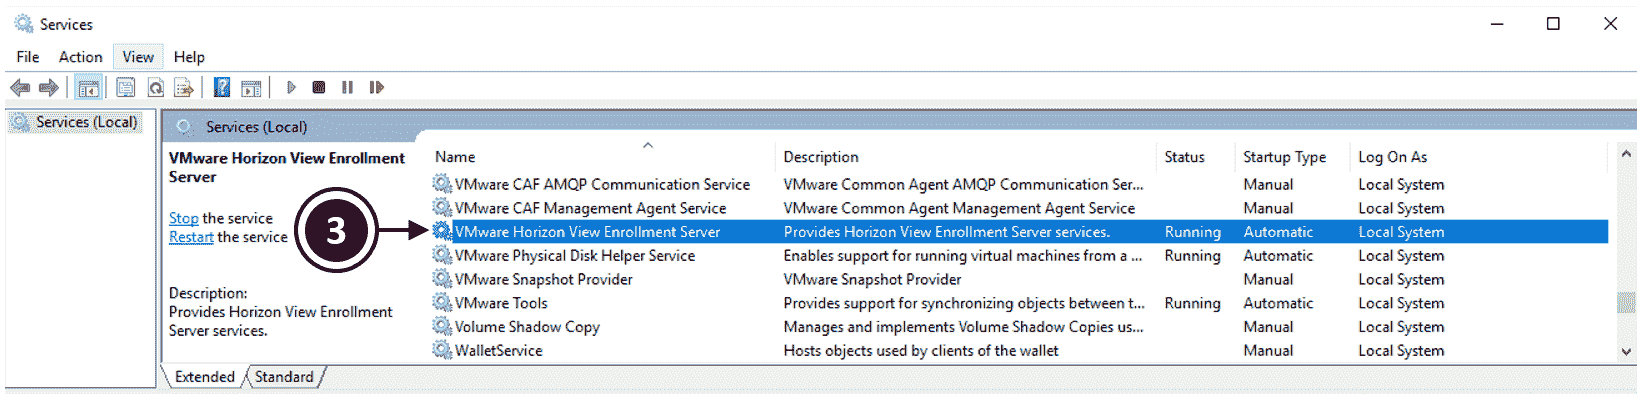 Services
File Action View Help
Services (Local)
Services (Local)
VMware Horizon View Enrollment
Server
Stop the service
Restart the service
Description:
Provides Horizon View Enrollment
Server services.
3
Name Description Status Startup Type Log On As
VMware CAF AMQP Communication Service VMware Common Agent AMQP Communication Ser... Manual Local System
VMware CAF Management Agent Service VMware Common Agent Management Agent Service Manual Local System
VMware Horizon View Enrollment Server Provides Horizon View Enrollment Server services. Running Automatic Local System
VMware Physical Disk Helper Service Enables support for running virtual machines from a ... Running Automatic Local System
VMware Snapshot Provider VMware Snapshot Provider Manual Local System
VMware Tools Provides support for synchronizing objects between t... Running Automatic Local System
Volume Shadow Copy Manages and implements Volume Shadow Copies us... Manual Local System
WalletService Hosts objects used by clients of the wallet Manual Local System
Extended Standard